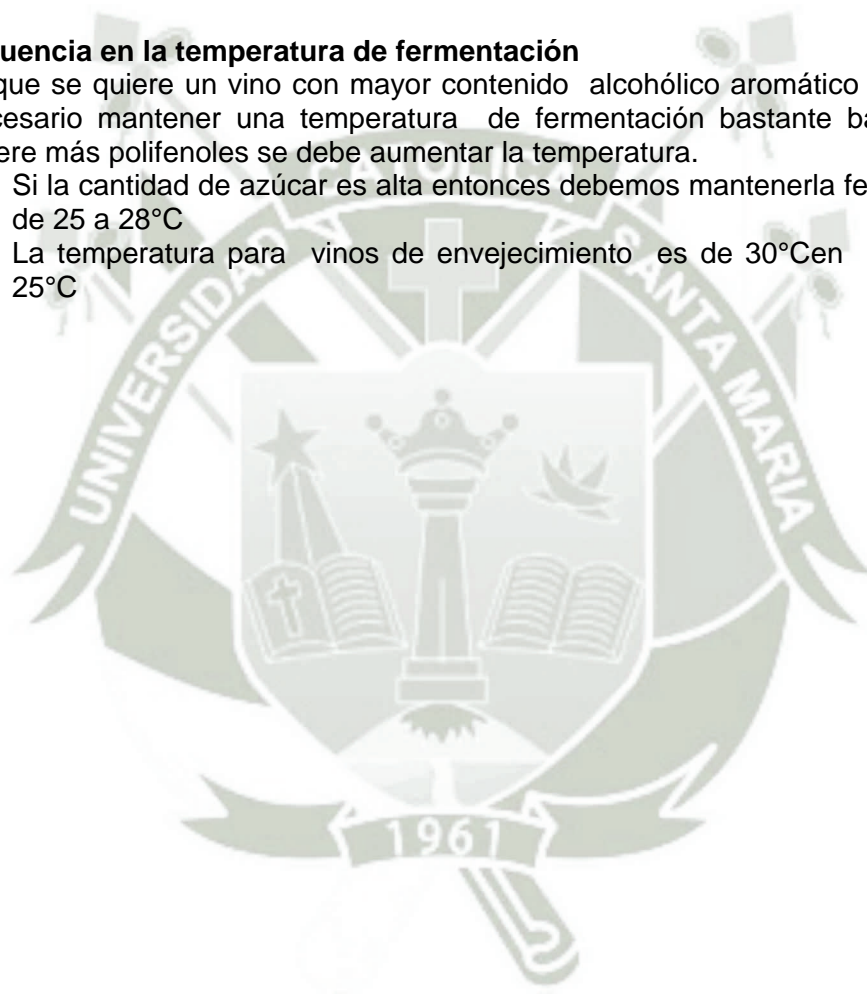 uencia en la temperatura de fermentación
que se quiere un vino con mayor contenido alcohólico aromático
cesario mantener una temperatura de fermentación bastante ba
ere más polifenoles se debe aumentar la temperatura.
Si la cantidad de azúcar es alta entonces debemos mantenerla fe
de 25 a 28°C
La temperatura para vinos de envejecimiento es de 30°Cen
25°C
UNIVERSIDAD CATOLICA SANTA MARIA
1961